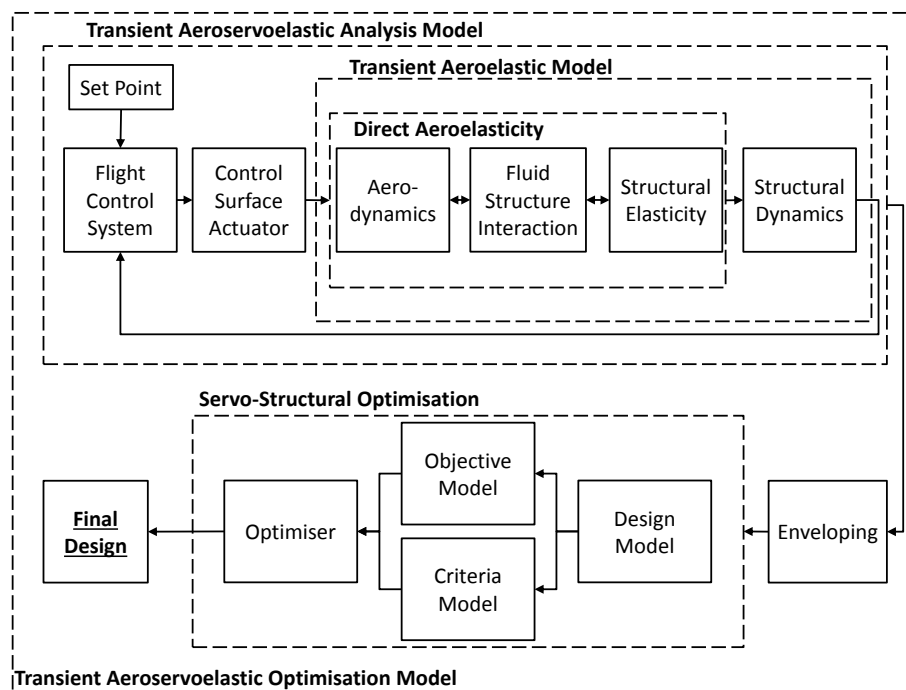 Transient Aeroservoelastic Analysis Model
Transient Aeroelastic Model
Set Point
Direct Aeroelasticity
Flight
Control
System
Control
Surface
Actuator
Aero-
dynamics
Fluid
Structure
Interaction
Structural
Elasticity
Structural
Dynamics
Servo-Structural Optimisation
Objective
Model
Final
Design
Optimiser
Design
Model
Enveloping
Criteria
Model
Transient Aeroservoelastic Optimisation Model